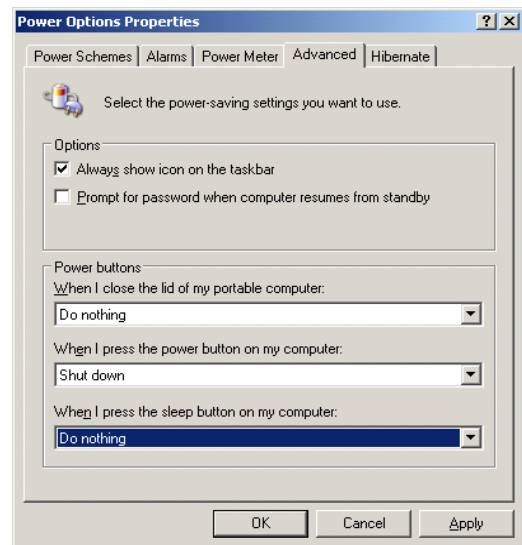 Power Options Properties
Power Schemes Alarms Power Meter Advanced Hibernate
Select the power-saving settings you want to use.
Options
Always show icon on the taskbar
Prompt for password when computer resumes from standby
Power buttons
When I close the lid of my portable computer:
Do nothing
When I press the power button on my computer:
Shut down
When I press the sleep button on my computer:
Do nothing
OK Cancel Apply